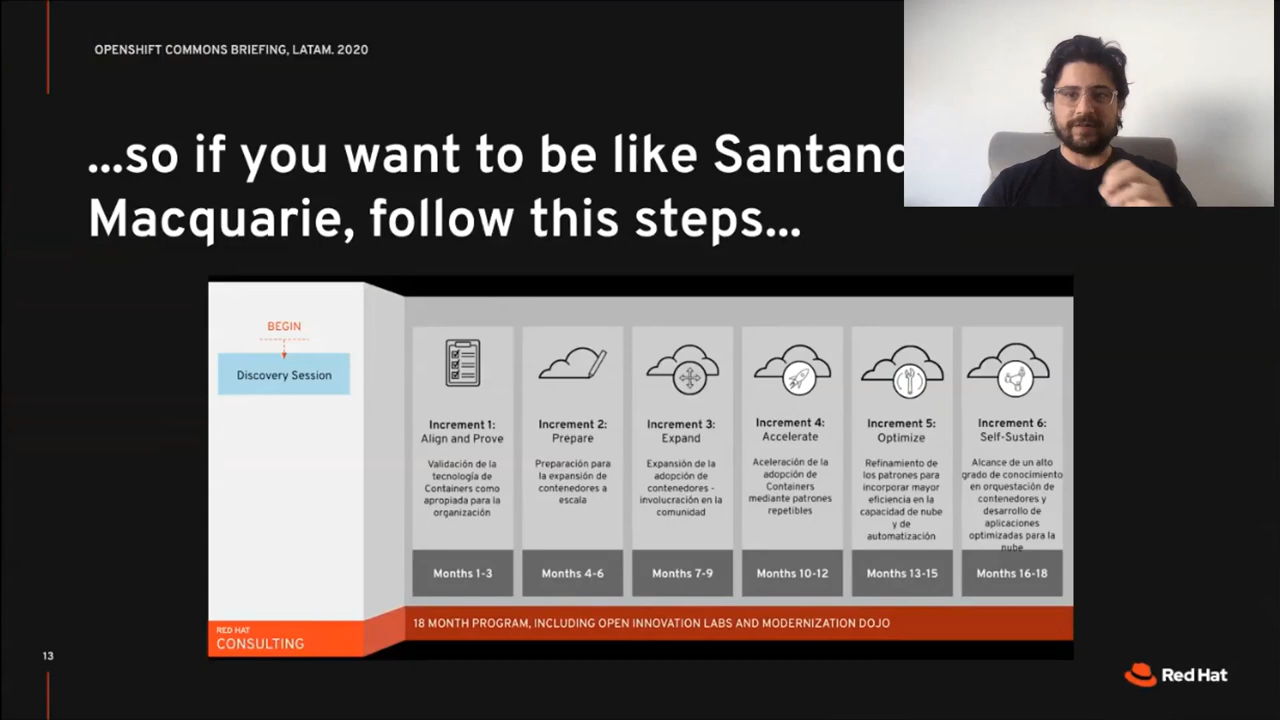 OPENSHIFT COMMONS BRIEFING, LATAM. 2020
...so if you want to be like
Macquarie, follow this steps...
BEGIN
Discovery Session
Increment 1:
Align and Prove
Validación de la
tecnología de
Containers como
apropiada para la
organización
Months 1-3
Increment 2:
Prepare
Preparación para
la expansión de
contenedores a
escala
Months 4-6
Increment 3:
Expand
Expansión de la
adopción de
contenedores -
involucración en la
comunidad
Months 7-9
Increment 4:
Accelerate
Aceleración de la
adopción de
Containers
mediante patrones
repetibles
Months 10-12
Increment 5:
Optimize
Refinamiento de
los patrones para
incorporar mayor
eficiencia en la
capacidad de nube
y de
automatización
Months 13-15
Increment 6:
Self-Sustain
Alcance de un alto
grado de conocimiento
en orquestación de
contenedores y
desarrollo de
aplicaciones
optimizadas para la
nube
Months 16-18
RED HAT
CONSULTING
18 MONTH PROGRAM, INCLUDING OPEN INNOVATION LABS AND MODERNIZATION DOJO
13
Red Hat